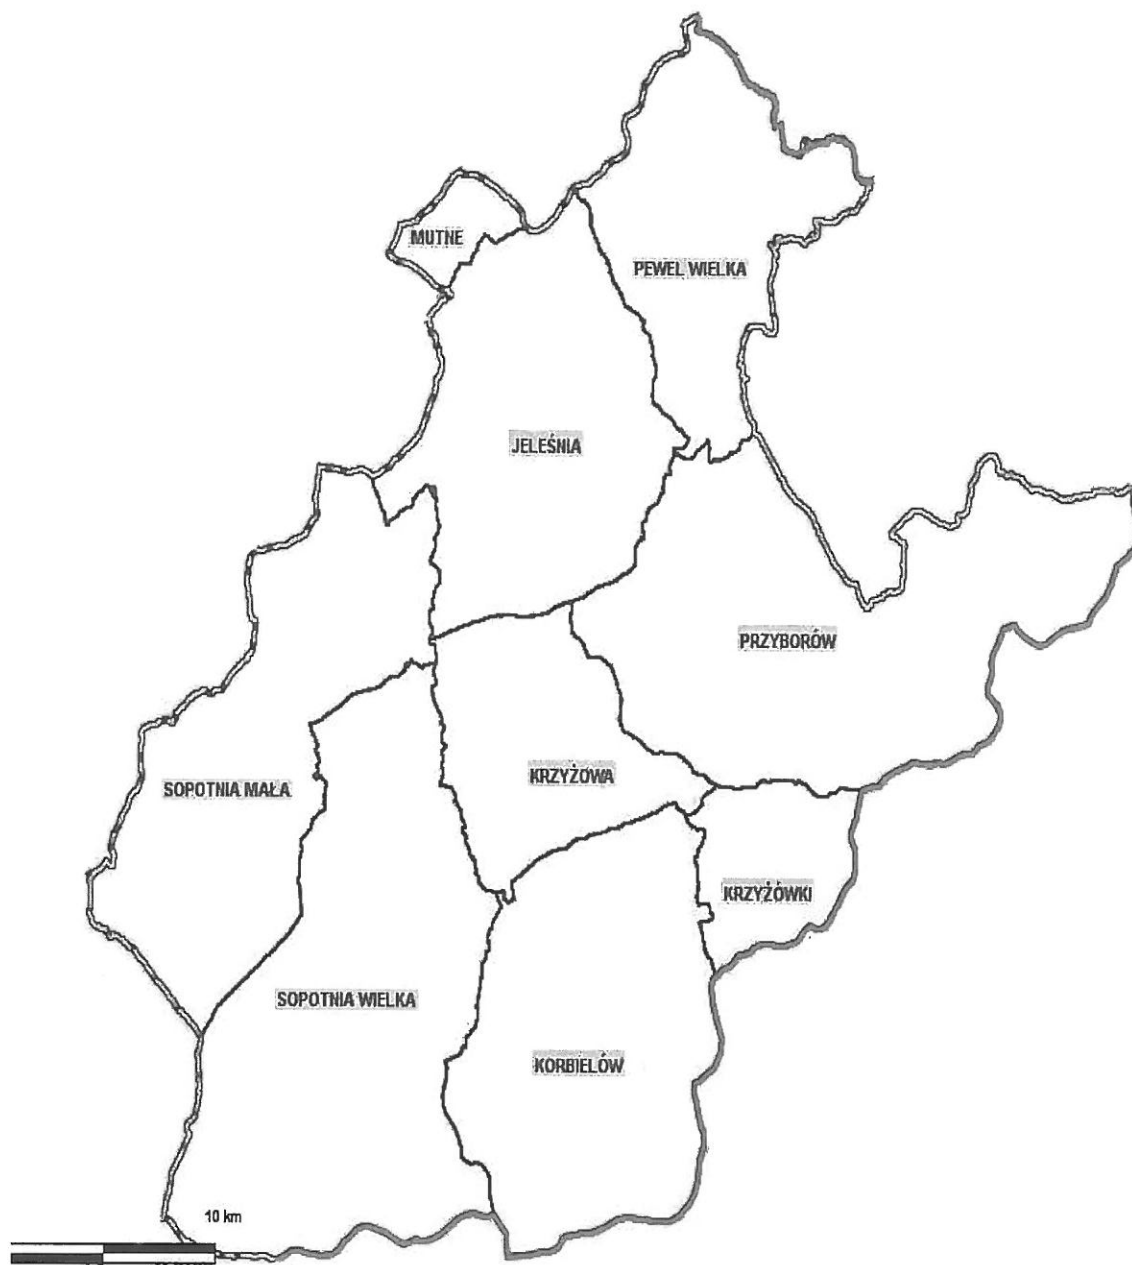 MUTNE
PEWEL WIELKA
JELEŚNIA
PRZYBORÓW
KRZYŻOWA
SOPOTNIA MAŁA
KRZYŻÓWKI
SOPOTNIA WIELKA
KORBIELÓW
10 km